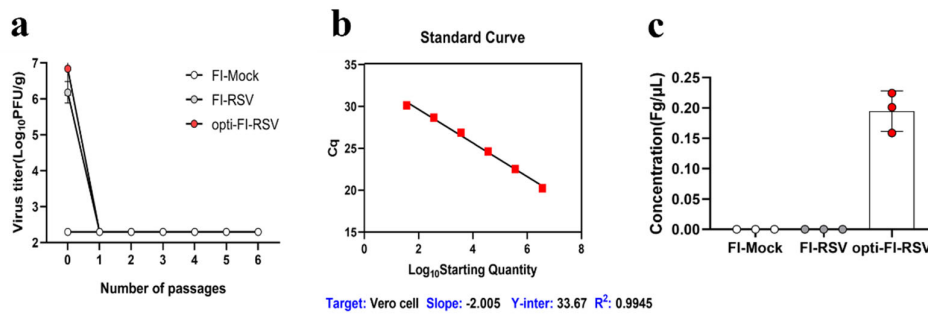 a
Virus titer(Log10PFU/g)
7
6
5
4
3
2
0 1 2 3 4 5 6
Number of passages
FI-Mock
FI-RSV
opti-FI-RSV
b
Standard Curve
Cq
35
30
25
20
15
0 2 4 6 8
Log10Starting Quantity
Target: Vero cell Slope: -2.005 Y-inter: 33.67 R2: 0.9945
c
Concentration(Fg/μL)
0.25
0.20
0.15
0.10
0.05
0.00
FI-Mock FI-RSV opti-FI-RSV